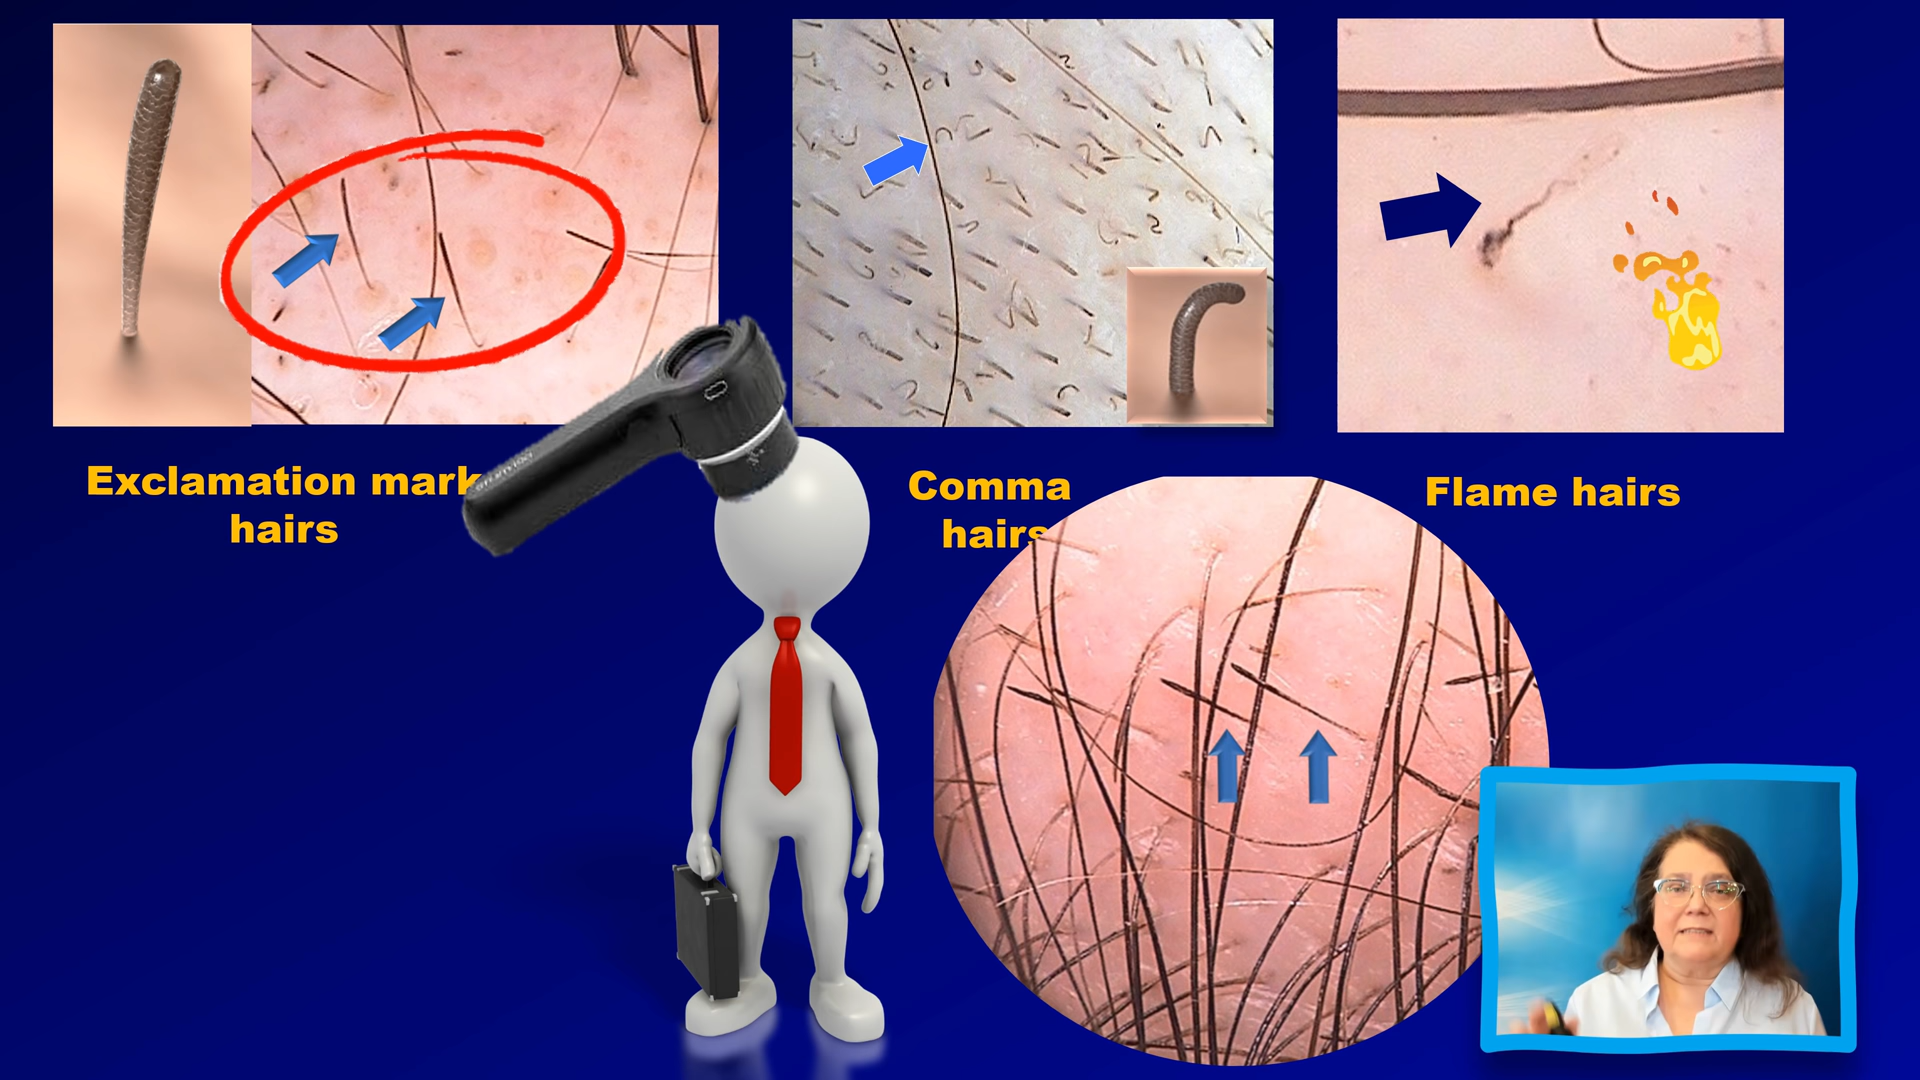 Exclamation mark
hairs
Comma
hairs
Flame hairs